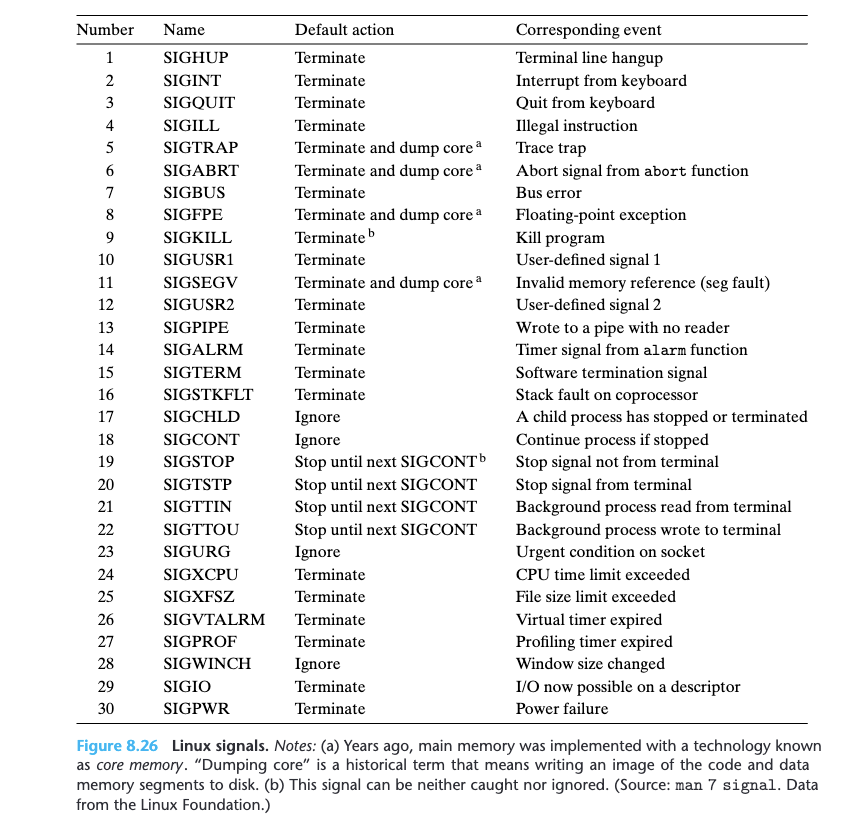 Number Name Default action Corresponding event
1 SIGHUP Terminate Terminal line hangup
2 SIGINT Terminate Interrupt from keyboard
3 SIGQUIT Terminate Quit from keyboard
4 SIGILL Terminate Illegal instruction
5 SIGTRAP Terminate and dump core a Trace trap
6 SIGABRT Terminate and dump core a Abort signal from abort function
7 SIGBUS Terminate Bus error
8 SIGFPE Terminate and dump core a Floating-point exception
9 SIGKILL Terminate b Kill program
10 SIGUSR1 Terminate User-defined signal 1
11 SIGSEGV Terminate and dump core a Invalid memory reference (seg fault)
12 SIGUSR2 Terminate User-defined signal 2
13 SIGPIPE Terminate Wrote to a pipe with no reader
14 SIGALRM Terminate Timer signal from alarm function
15 SIGTERM Terminate Software termination signal
16 SIGSTKFLT Terminate Stack fault on coprocessor
17 SIGCHLD Ignore A child process has stopped or terminated
18 SIGCONT Ignore Continue process if stopped
19 SIGSTOP Stop until next SIGCONT b Stop signal not from terminal
20 SIGTSTP Stop until next SIGCONT Stop signal from terminal
21 SIGTTIN Stop until next SIGCONT Background process read from terminal
22 SIGTTOU Stop until next SIGCONT Background process wrote to terminal
23 SIGURG Ignore Urgent condition on socket
24 SIGXCPU Terminate CPU time limit exceeded
25 SIGXFSZ Terminate File size limit exceeded
26 SIGVTALRM Terminate Virtual timer expired
27 SIGPROF Terminate Profiling timer expired
28 SIGWINCH Ignore Window size changed
29 SIGIO Terminate I/O now possible on a descriptor
30 SIGPWR Terminate Power failure
Figure 8.26 Linux signals. Notes: (a) Years ago, main memory was implemented with a technology known
as core memory. “Dumping core” is a historical term that means writing an image of the code and data
memory segments to disk. (b) This signal can be neither caught nor ignored. (Source: man 7 signal. Data
from the Linux Foundation.)